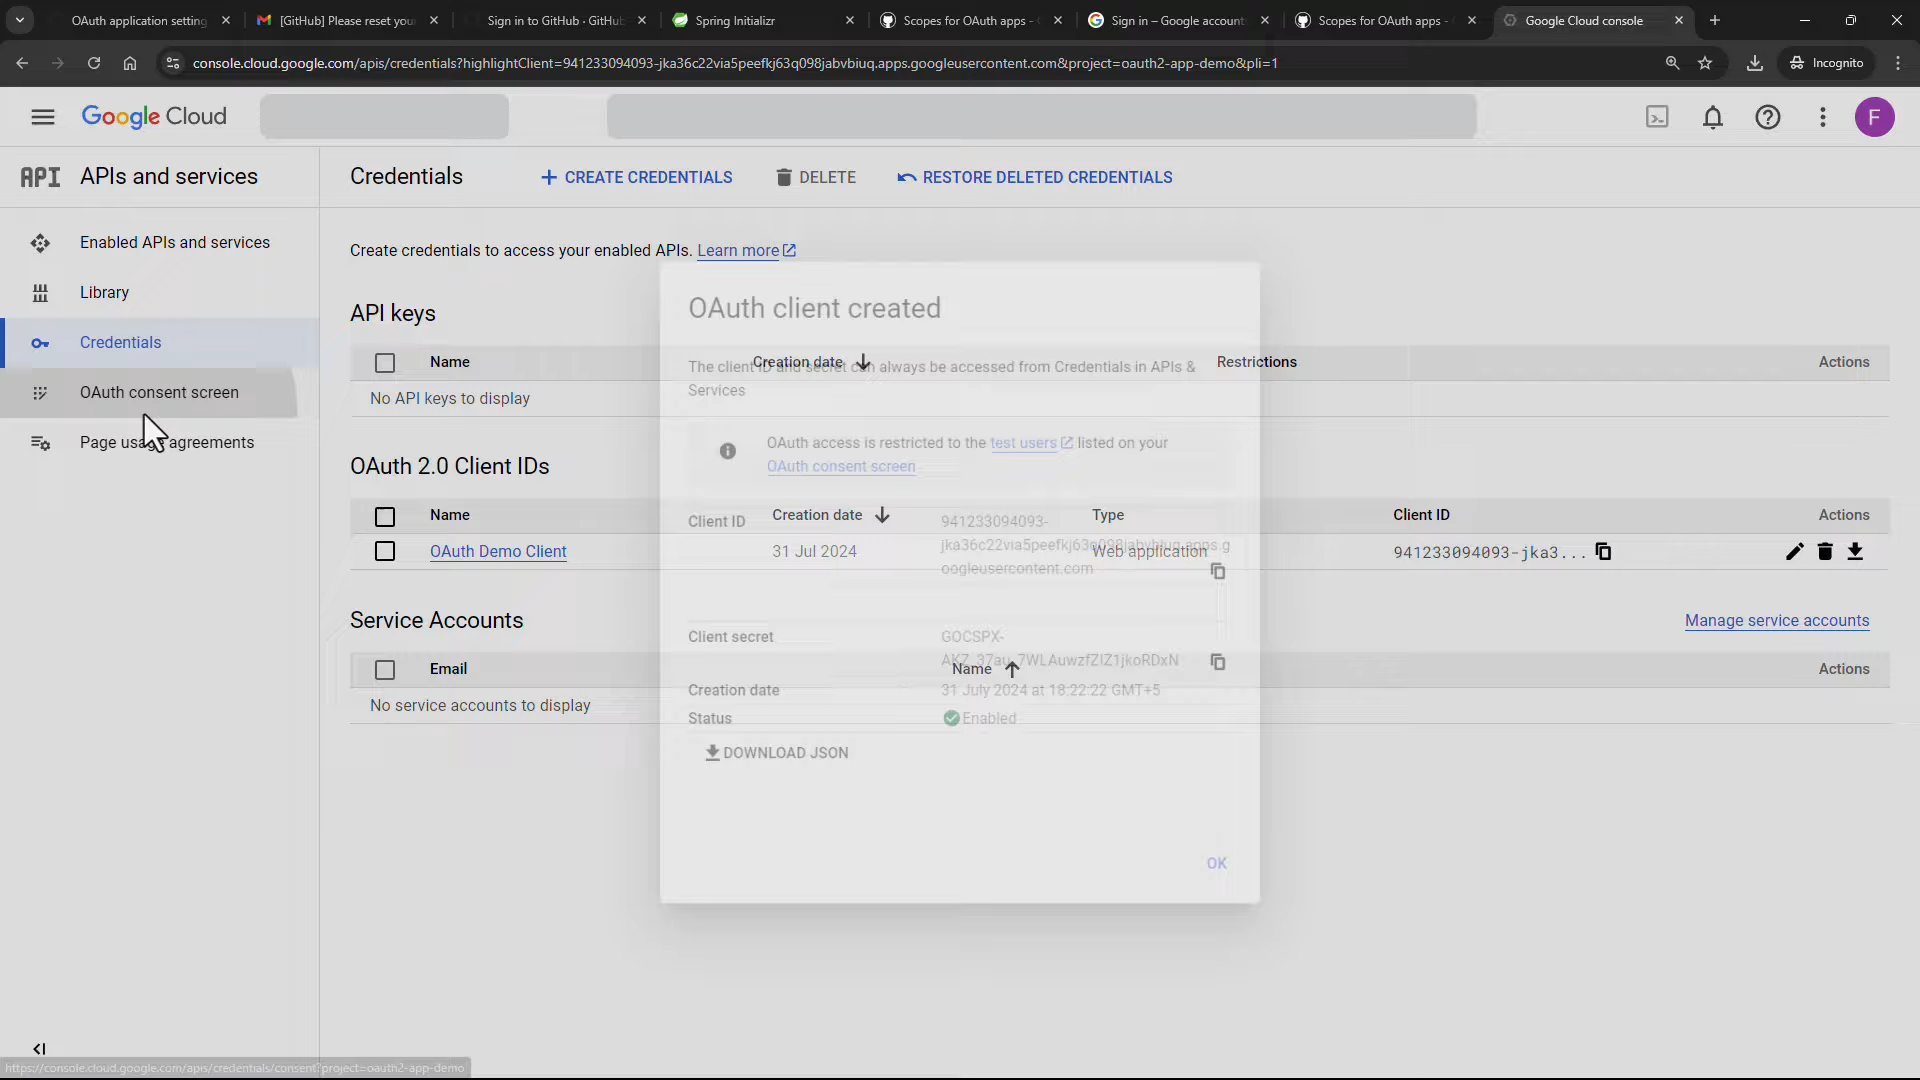 OAuth application setting
[GitHub] Please reset you
Sign in to GitHub · GitHub
Spring Initializr
Scopes for OAuth apps -
Sign in – Google account
Scopes for OAuth apps -
Google Cloud console
console.cloud.google.com/apis/credentials?highlightClient=941233094093-jka36c22via5peefkj63q098jabvbiuq.apps.googleusercontent.com&project=oauth2-app-demo&pli=1
Incognito
Google Cloud
F
API APIs and services
Credentials
CREATE CREDENTIALS
DELETE
RESTORE DELETED CREDENTIALS
Enabled APIs and services
Library
Credentials
OAuth consent screen
Page usage agreements
Create credentials to access your enabled APIs. Learn more
API keys
Name
Creation date
Restrictions
Actions
No API keys to display
OAuth 2.0 Client IDs
Name
Creation date
Type
Client ID
Actions
OAuth Demo Client
31 Jul 2024
Web application
941233094093-jka3...
Service Accounts
Manage service accounts
Email
Name
Actions
No service accounts to display
OAuth client created
The client ID and secret can always be accessed from Credentials in APIs &
Services
OAuth access is restricted to the test users listed on your
OAuth consent screen
Client ID
941233094093-
jka36c22via5peefkj63q098jabvbiuq.apps.g
oogleusercontent.com
Client secret
GOCSPX-
Creation date
31 July 2024 at 18:22:22 GMT+5
Status
Enabled
DOWNLOAD JSON
OK
https://console.cloud.google.com/apis/credentials/consent?project=oauth2-app-demo